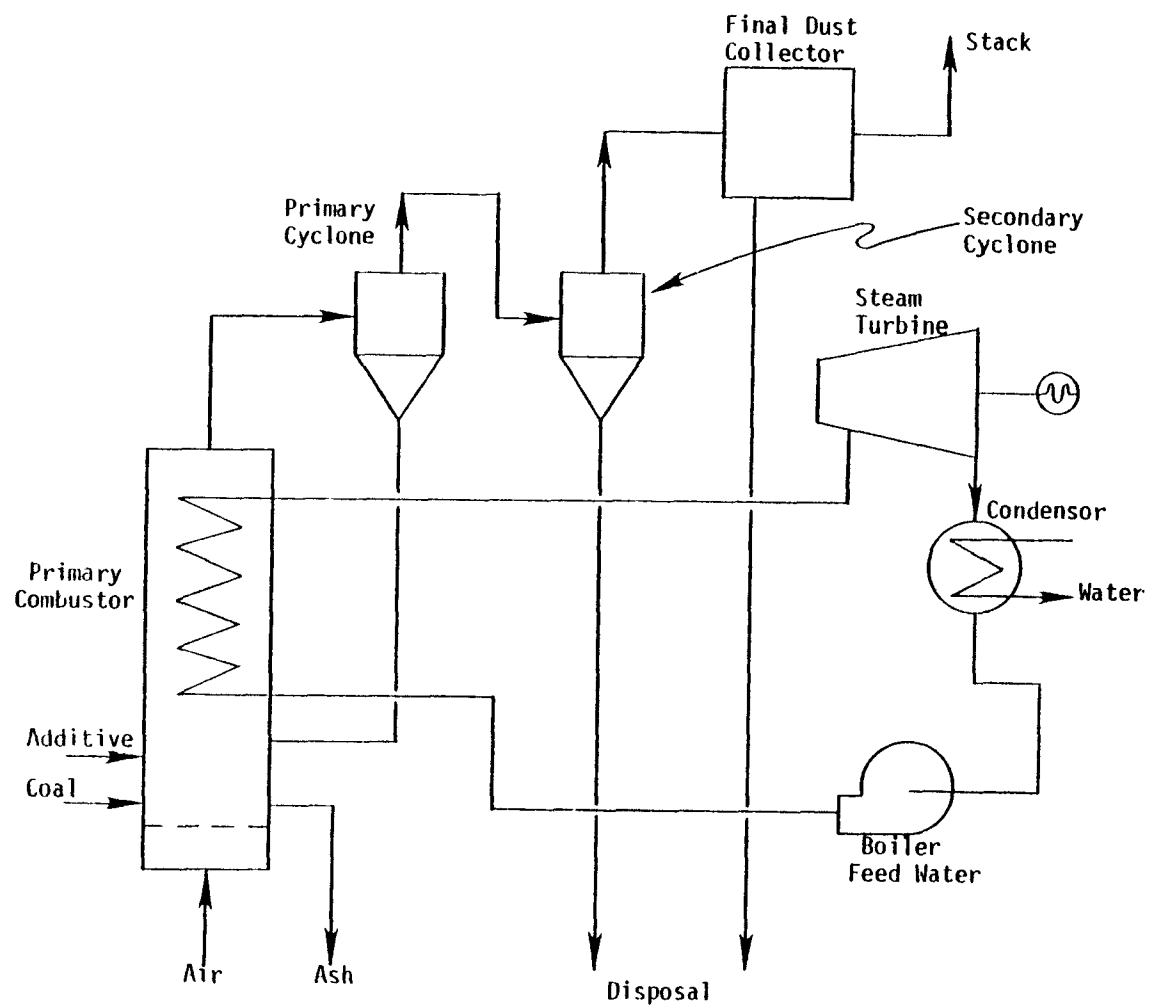 Final Dust
Collector
Stack
Primary
Cyclone
Secondary
Cyclone
Steam
Turbine
Condensor
Primary
Combustor
Water
Additive
Coal
Boiler
Feed Water
Air
Ash
Disposal